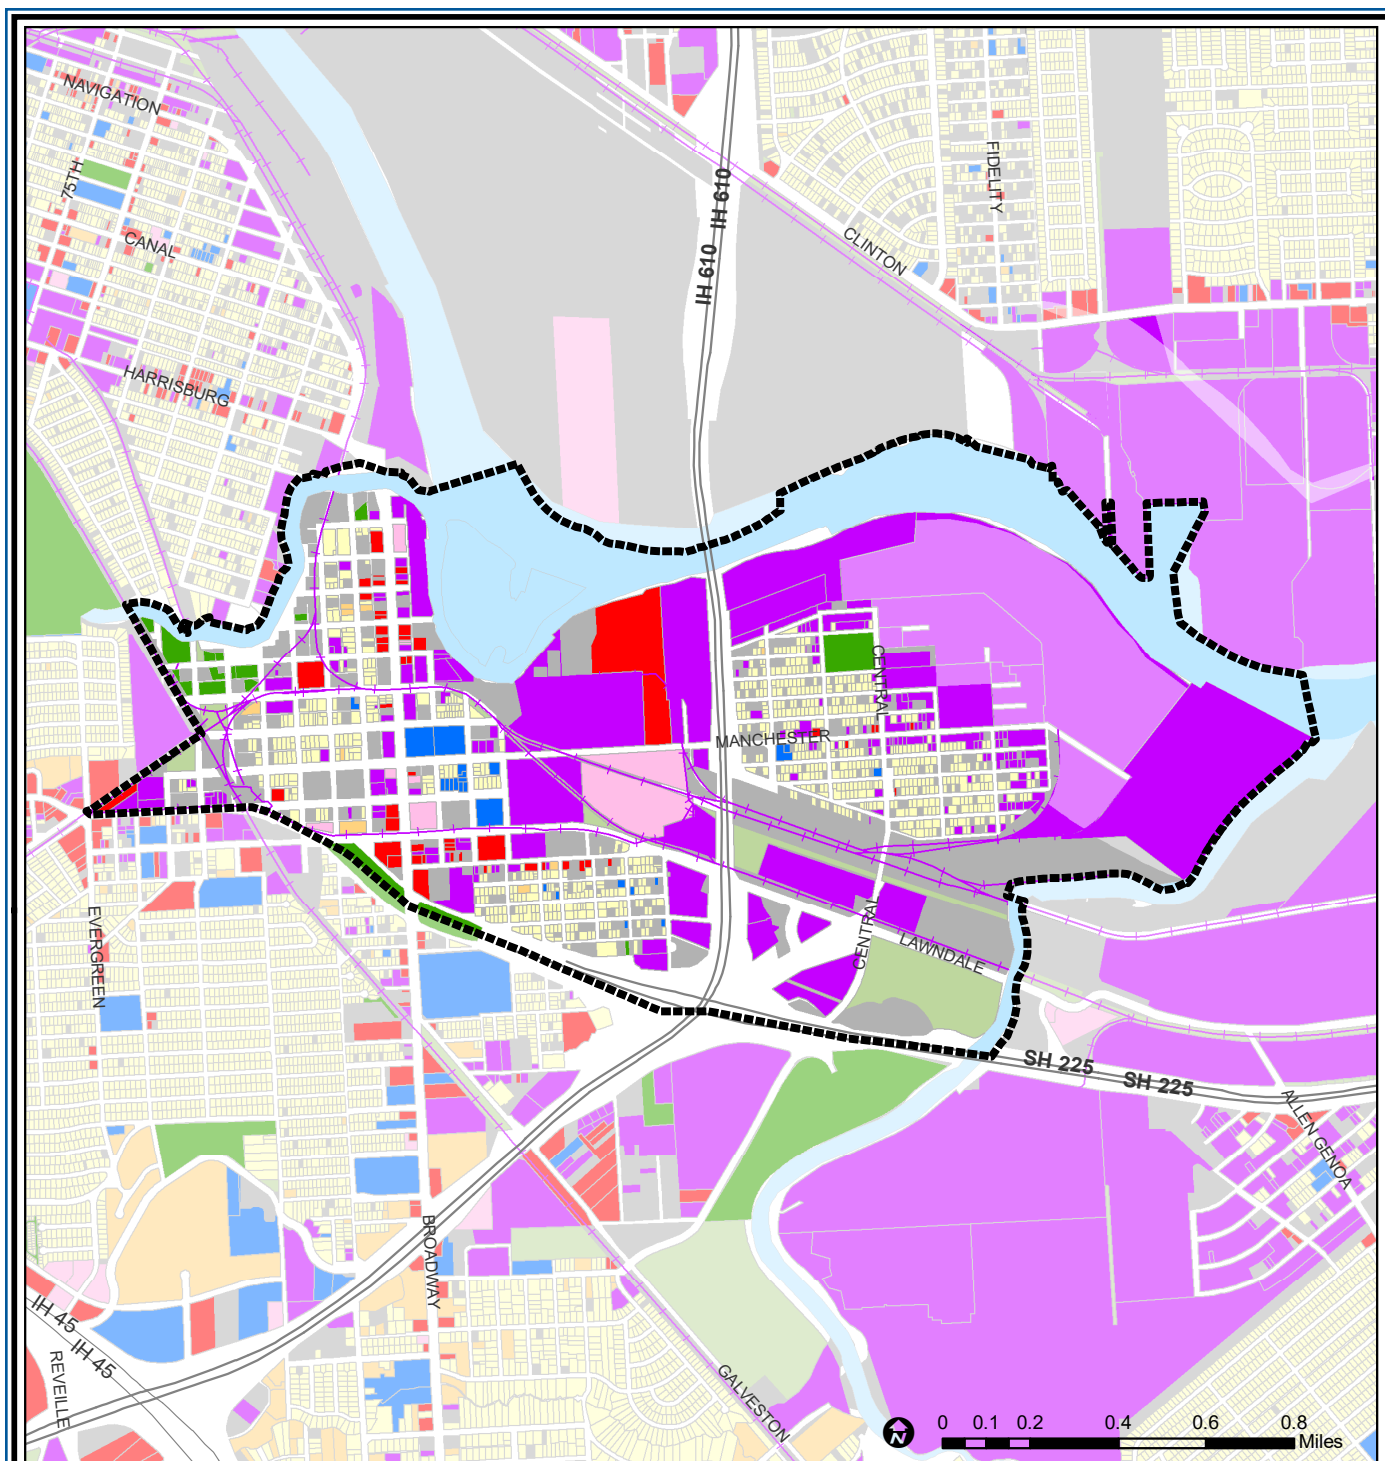 NAVIGATION
75TH
CANAL
HARRISBURG
IH 610
IH 610
CLINTON
FIDELITY
CENTRAL
MANCHESTER
CENTRAL
LAWNDALE
EVERGREEN
SH 225
SH 225
ALLEN GENOA
BROADWAY
IH 45
IH 45
REVEILLE
GALVESTON
N
0 0.1 0.2 0.4 0.6 0.8
Miles